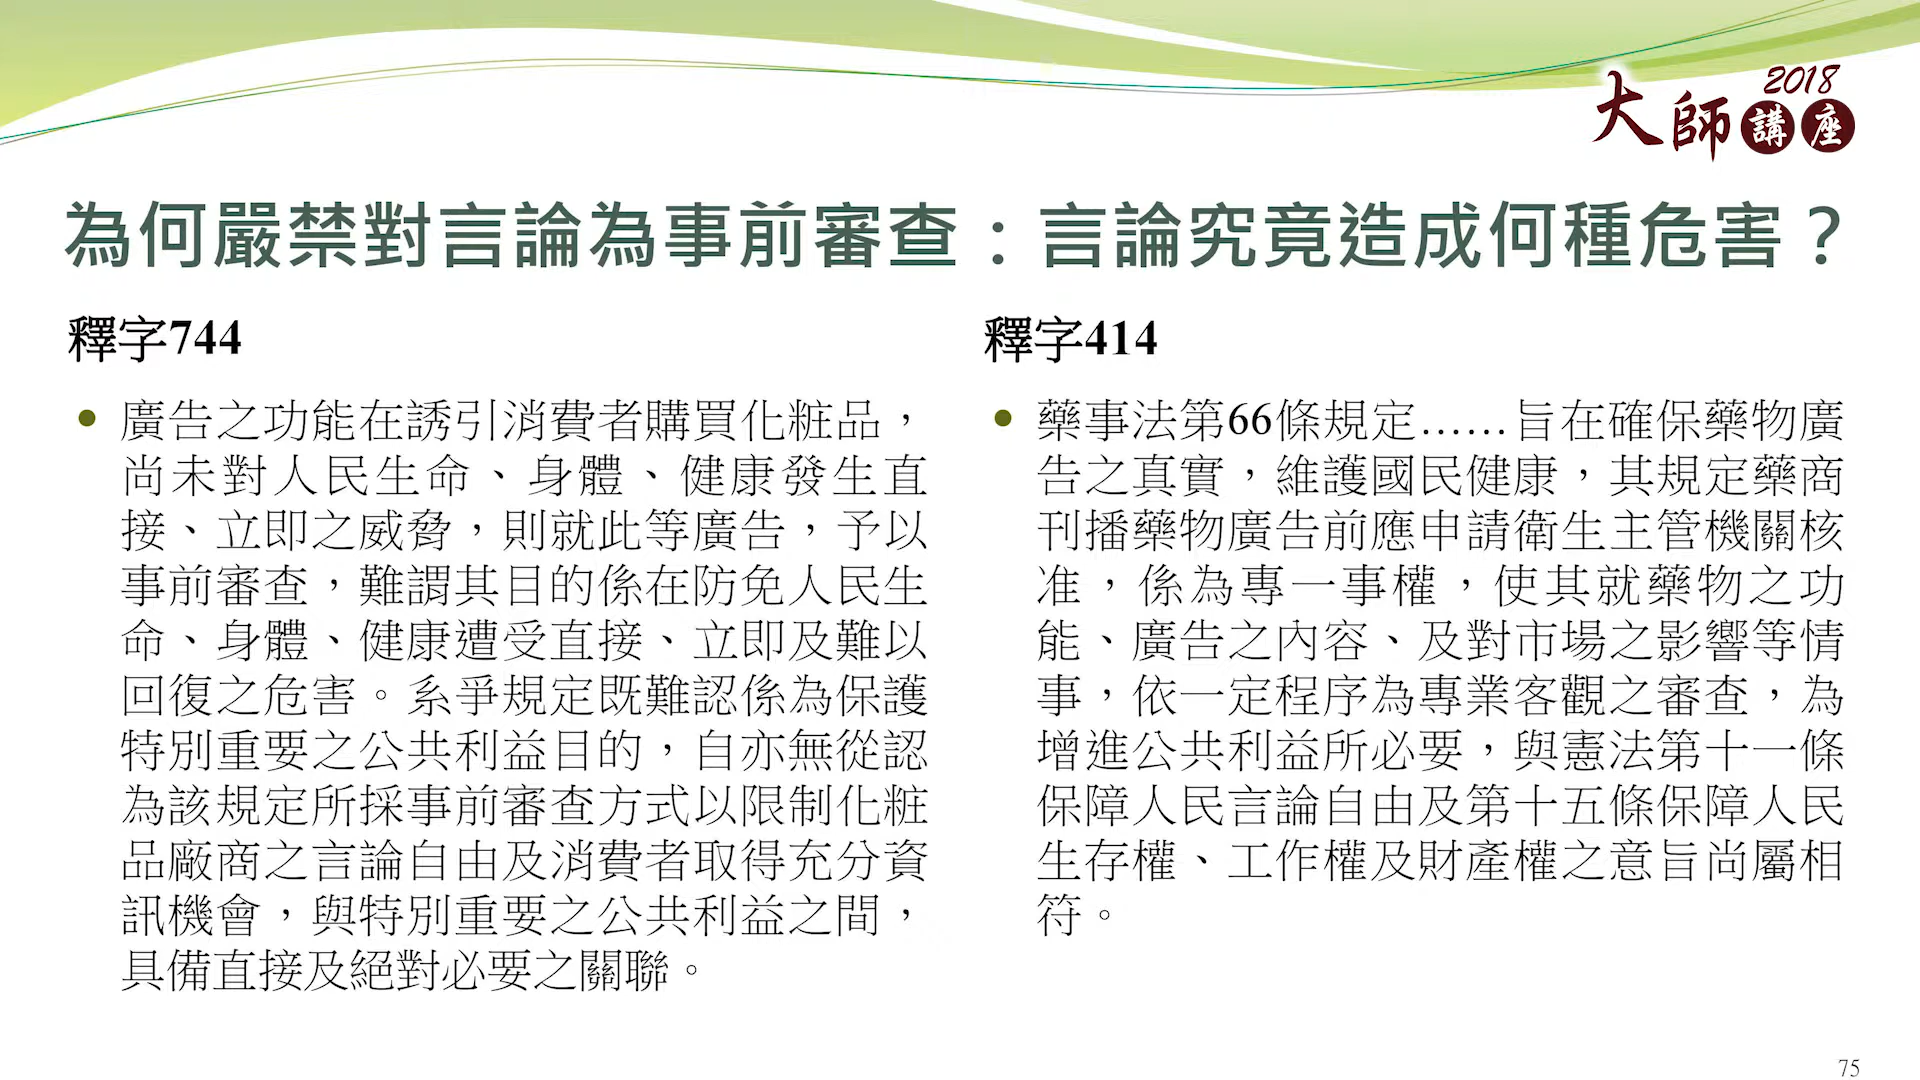 2018
大師講座
為何嚴禁對言論為事前審查：言論究竟造成何種危害？
釋字744
• 廣告之功能在誘引消費者購買化粧品，
尚未對人民生命、身體、健康發生直
接、立即之威脅，則就此等廣告，予以
事前審查，難謂其目的係在防免人民生
命、身體、健康遭受直接、立即及難以
回復之危害。系爭規定既難認係為保護
特別重要之公共利益目的，自亦無從認
為該規定所採事前審查方式以限制化粧
品廠商之言論自由及消費者取得充分資
訊機會，與特別重要之公共利益之間，
具備直接及絕對必要之關聯。
釋字414
• 藥事法第66條規定……旨在確保藥物廣
告之真實，維護國民健康，其規定藥商
刊播藥物廣告前應申請衛生主管機關核
准，係為專一事權，使其就藥物之功
能、廣告之內容、及對市場之影響等情
事，依一定程序為專業客觀之審查，為
增進公共利益所必要，與憲法第十一條
保障人民言論自由及第十五條保障人民
生存權、工作權及財產權之意旨尚屬相
符。
75